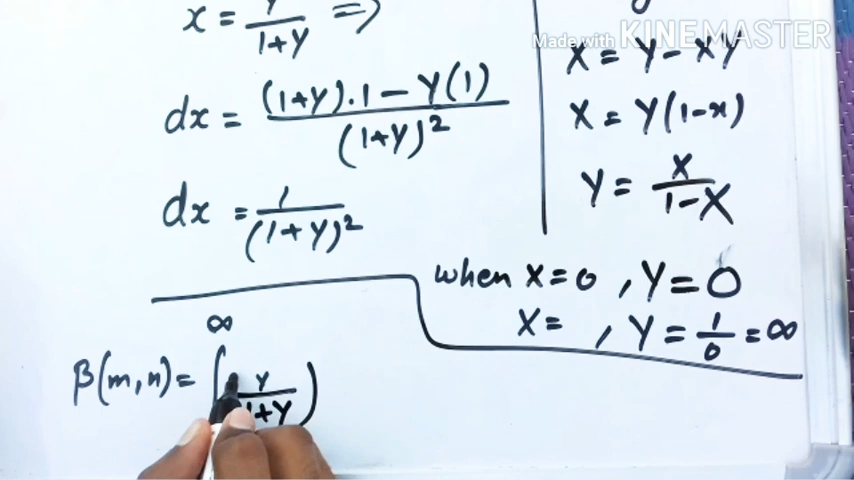 x = y/1+y ⇒
dx = (1+y).1 − y(1)/(1+y)²
dx = 1/(1+y)²
Made with KINEMASTER
x = y − xy
x = y(1−x)
y = x/1−x
when x=0 , y=0
x= , y = 1/0 = ∞
∞
β(m,n) = ∫ y/1+y )